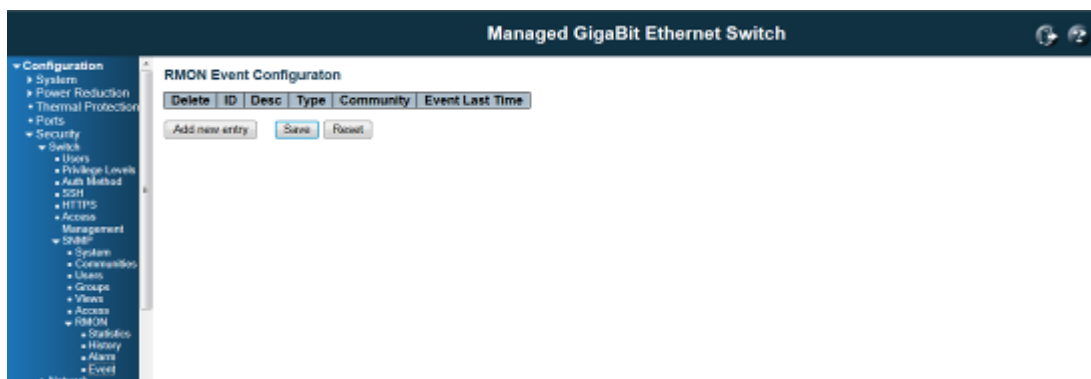 Managed GigaBit Ethernet Switch
Configuration
System
Power Reduction
Thermal Protection
Ports
Security
Switch
Users
Privilege Levels
Auth Method
SSH
HTTPS
Access
Management
SNMP
System
Communities
Users
Groups
Views
Access
RMON
Statistics
History
Alarm
Event
RMON Event Configuraton
Delete ID Desc Type Community Event Last Time
Add new entry Save Reset